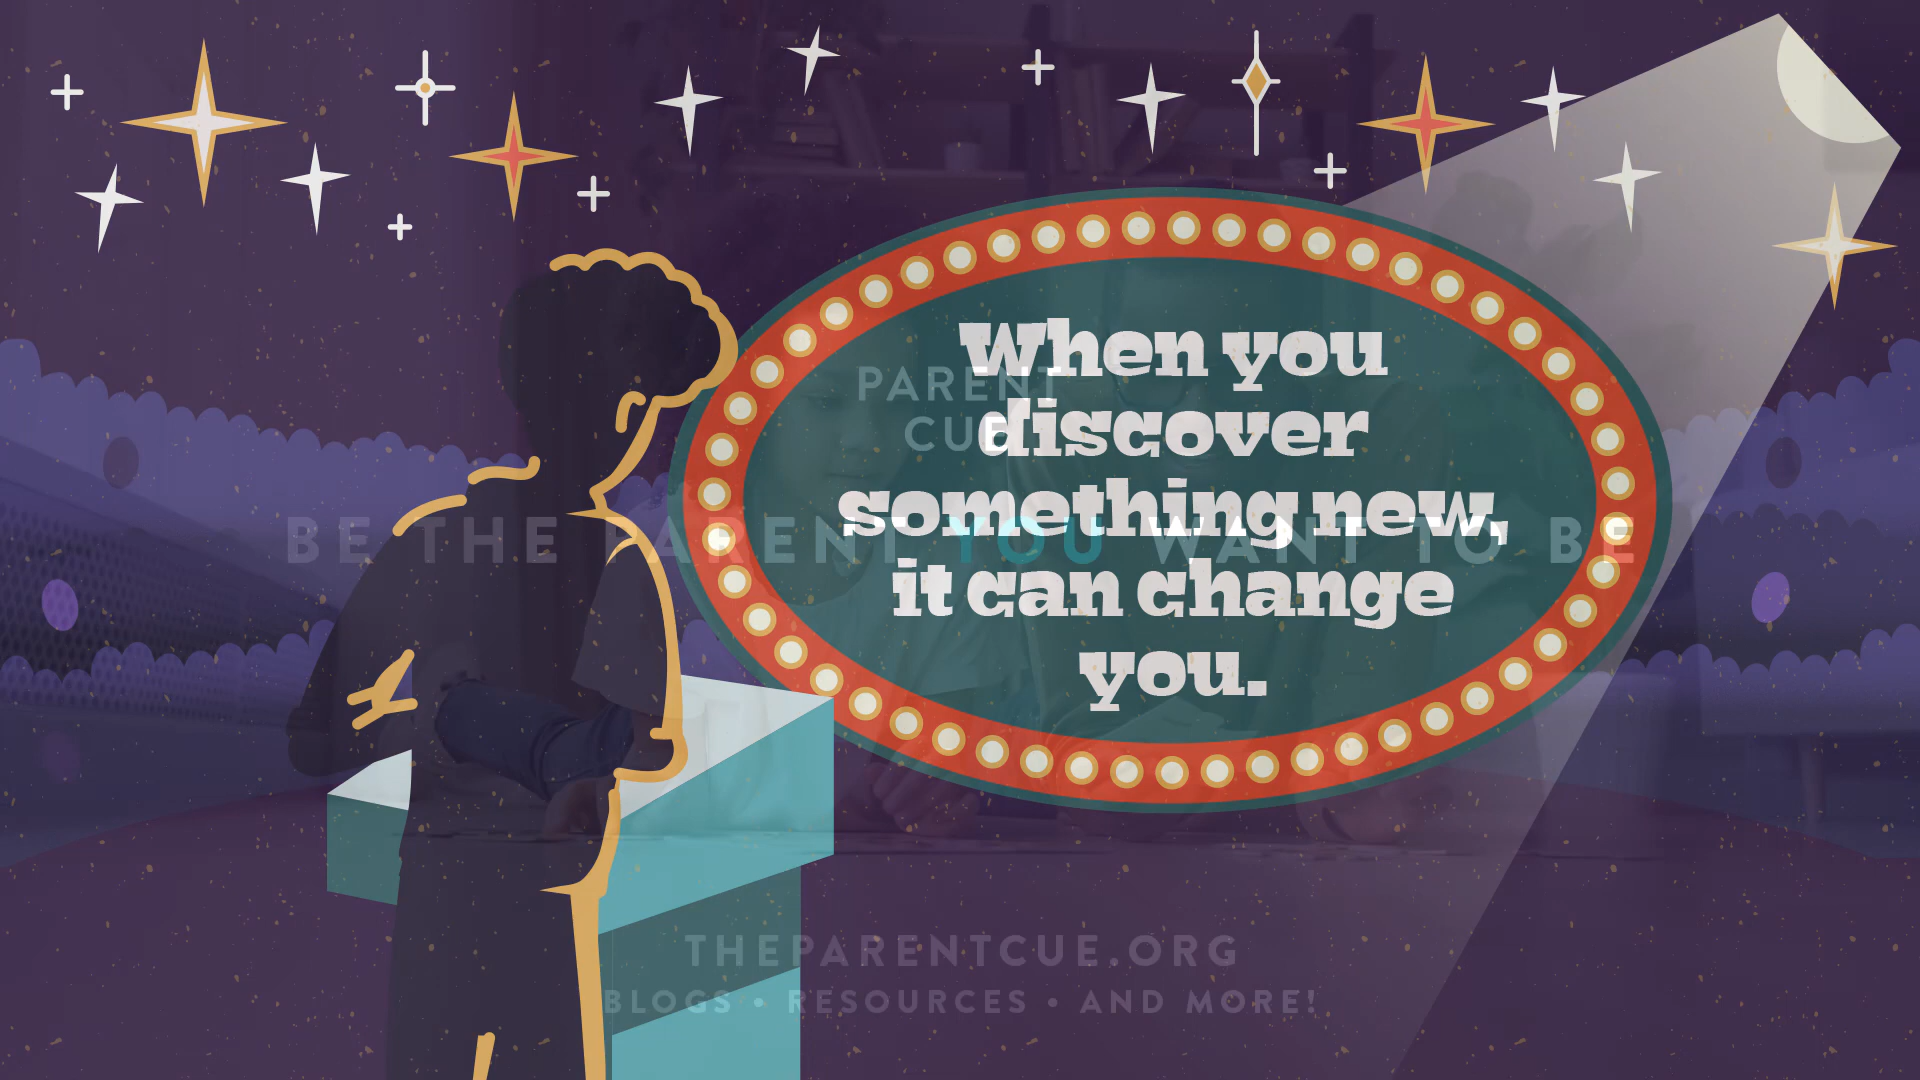 When you
discover
something new,
it can change
you.
PARENT
CUE
BE THE PARENT YOU WANT TO BE
THEPARENTCUE.ORG
BLOGS • RESOURCES • AND MORE!